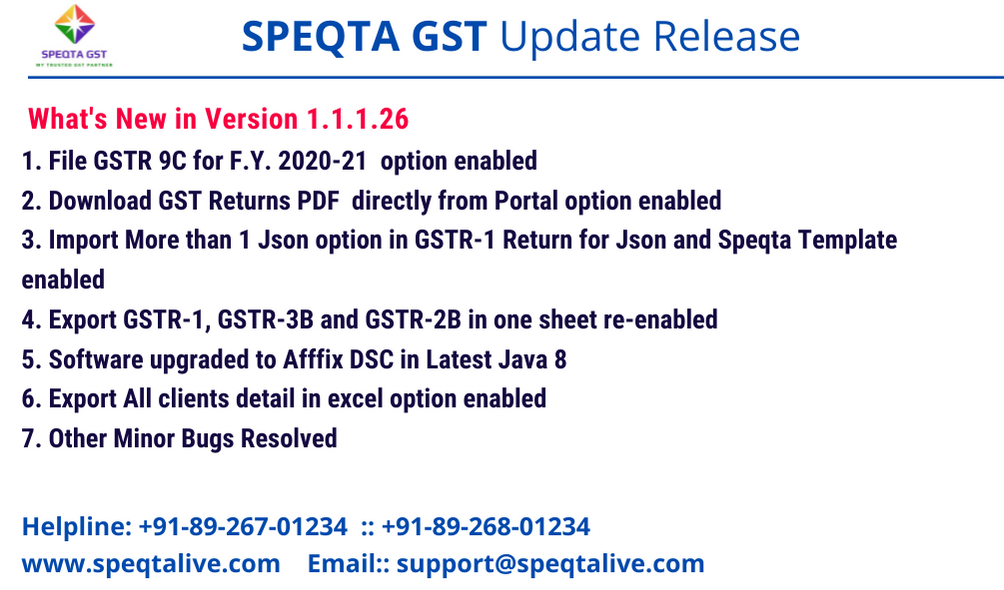 SPEQTA GST
MY TRUSTED GST PARTNER
SPEQTA GST Update Release
What's New in Version 1.1.1.26
1. File GSTR 9C for F.Y. 2020-21 option enabled
2. Download GST Returns PDF directly from Portal option enabled
3. Import More than 1 Json option in GSTR-1 Return for Json and Speqta Template
enabled
4. Export GSTR-1, GSTR-3B and GSTR-2B in one sheet re-enabled
5. Software upgraded to Afffix DSC in Latest Java 8
6. Export All clients detail in excel option enabled
7. Other Minor Bugs Resolved
Helpline: +91-89-267-01234 :: +91-89-268-01234
www.speqtalive.com Email:: support@speqtalive.com